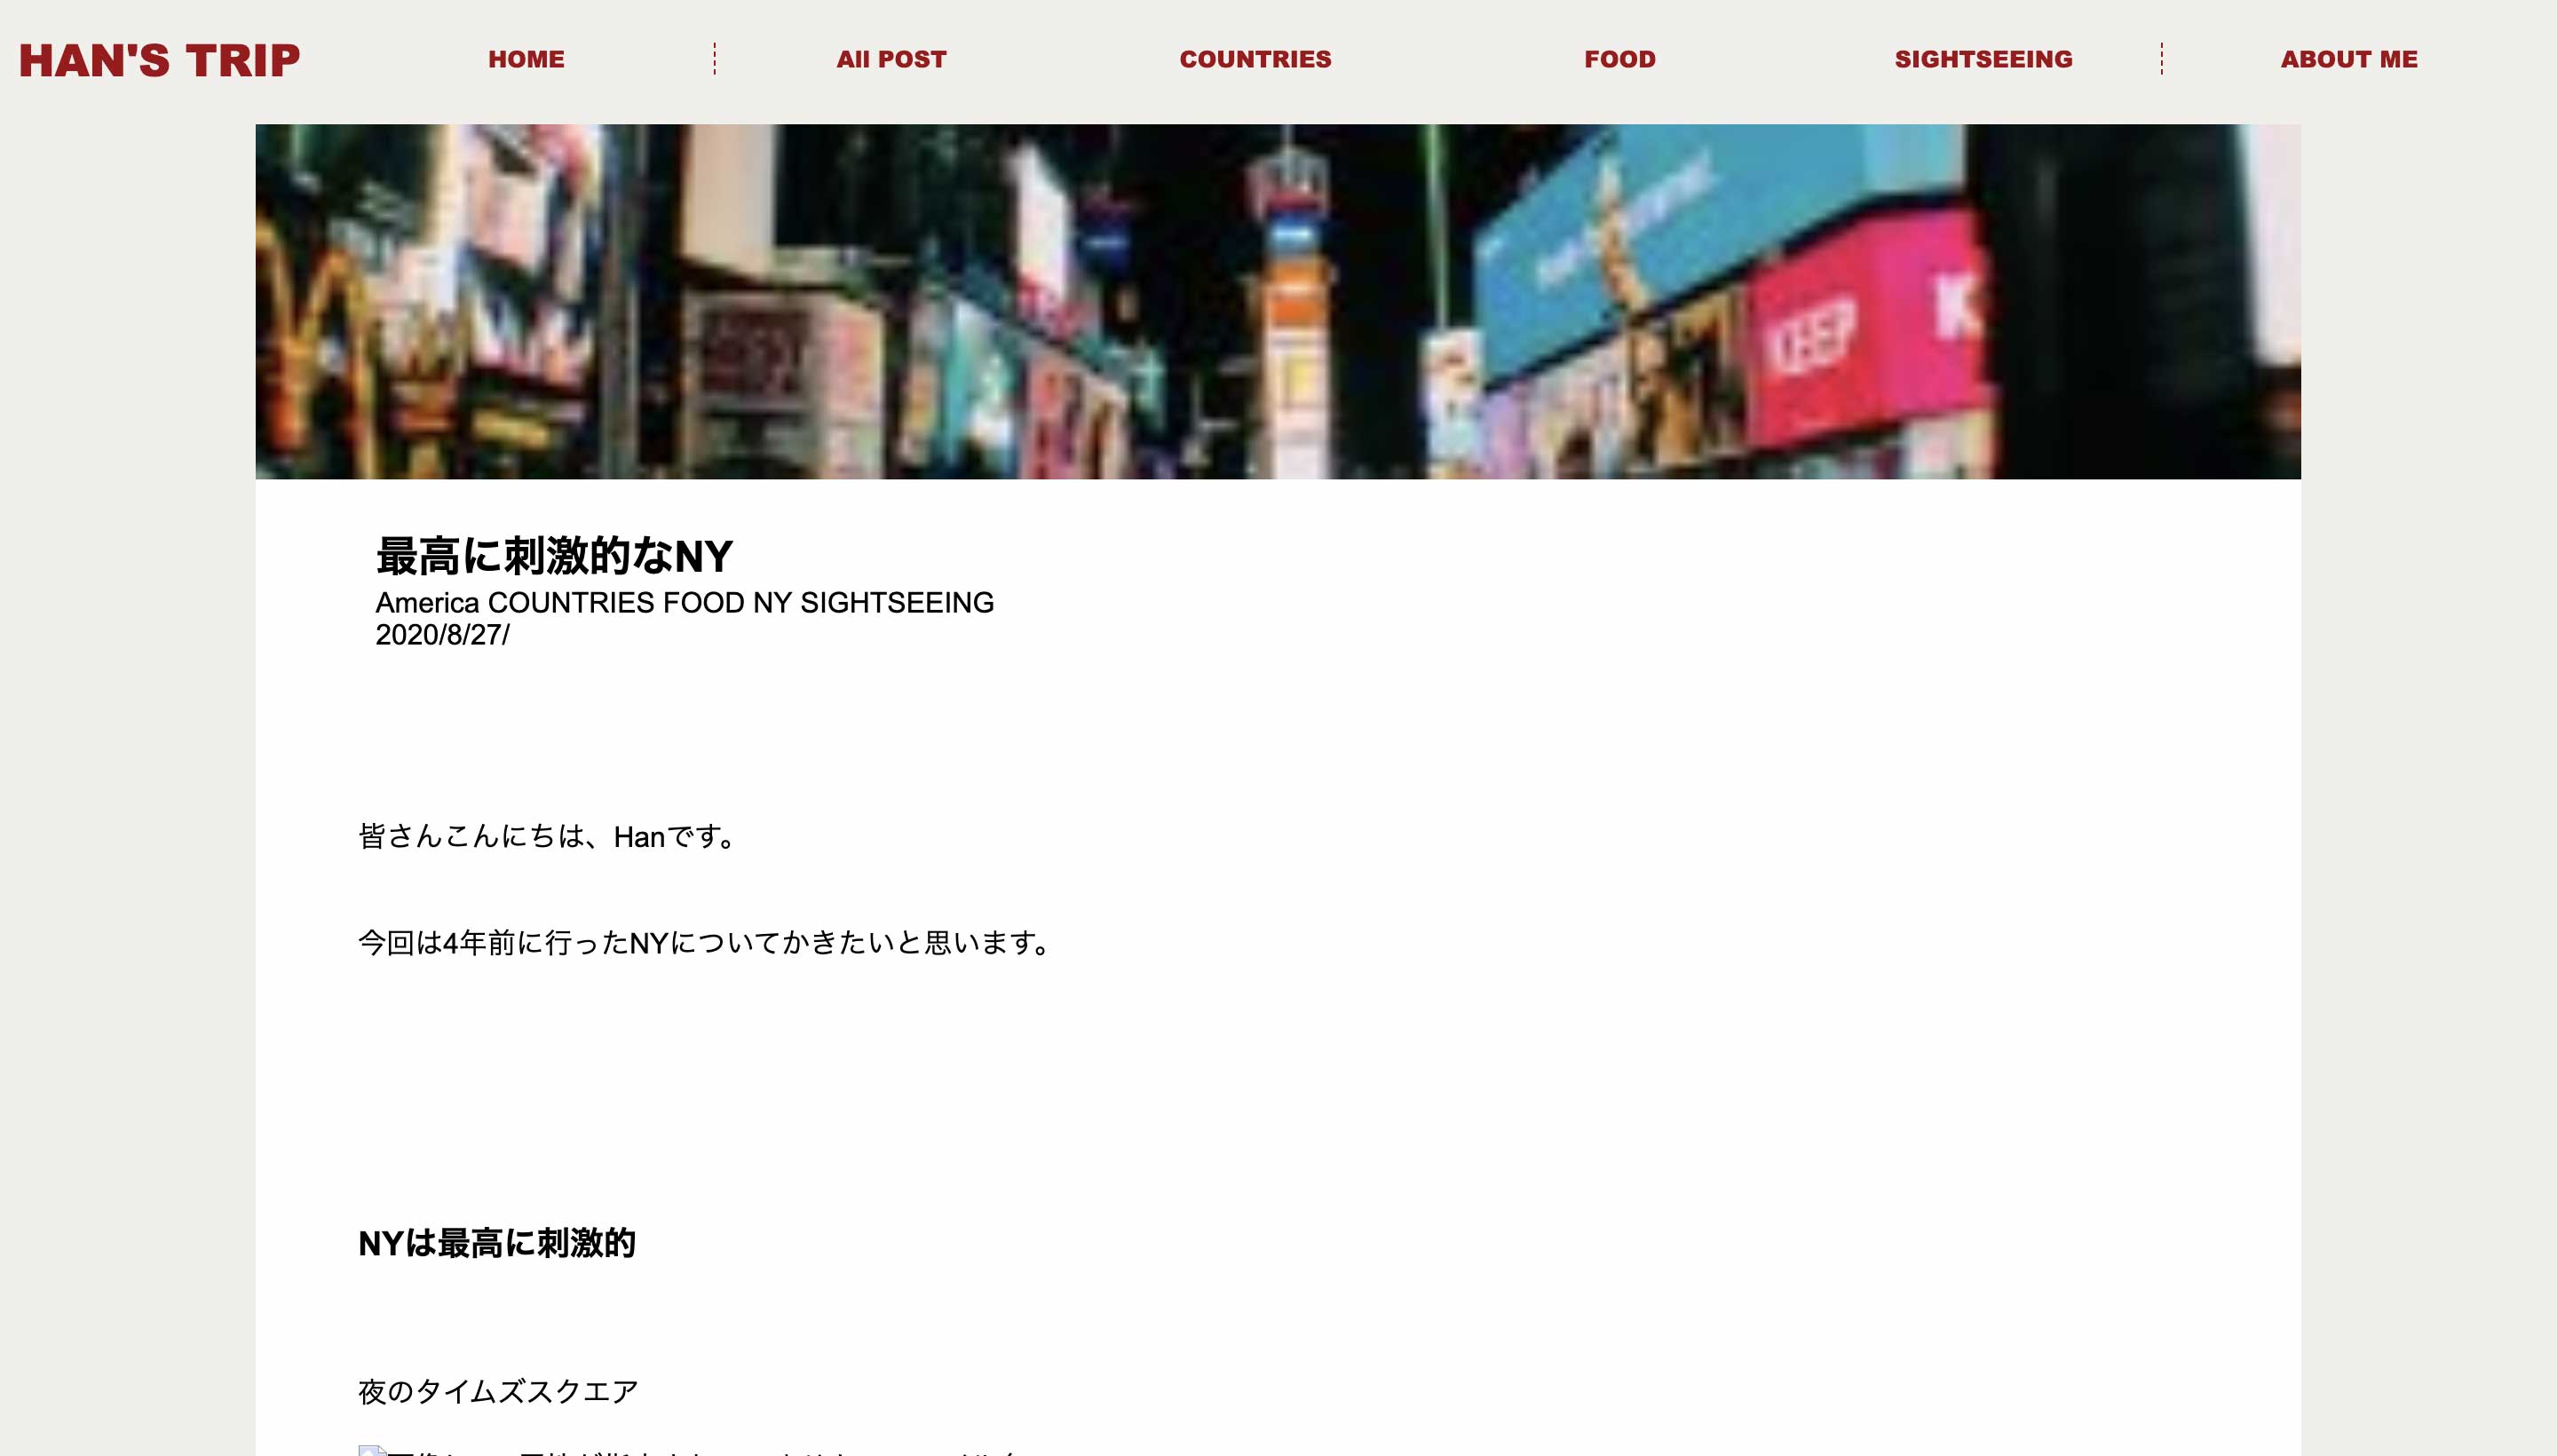 HAN'S TRIP
HOME
All POST
COUNTRIES
FOOD
SIGHTSEEING
ABOUT ME
KEEP
K
最高に刺激的なNY
America COUNTRIES FOOD NY SIGHTSEEING
2020/8/27/
皆さんこんにちは、Hanです。
今回は4年前に行ったNYについてかきたいと思います。
NYは最高に刺激的
夜のタイムズスクエア